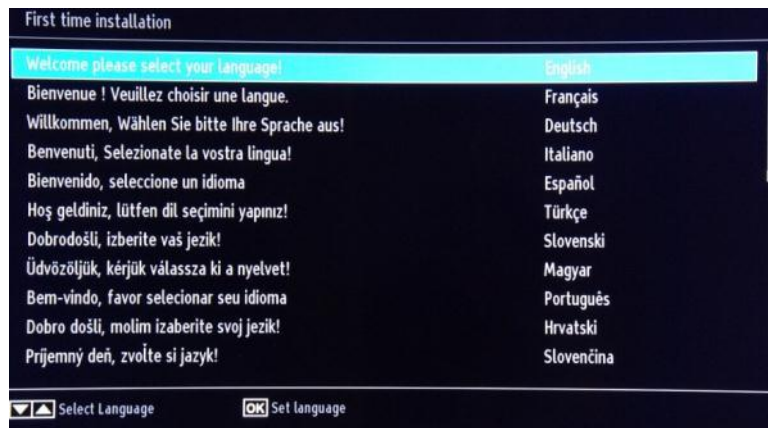 First time installation
Welcome please select your language! English
Bienvenue ! Veuillez choisir une langue. Français
Willkommen, Wählen Sie bitte Ihre Sprache aus! Deutsch
Benvenuti, Selezionate la vostra lingua! Italiano
Bienvenido, seleccione un idioma Español
Hoş geldiniz, lütfen dil seçimini yapınız! Türkçe
Dobrodošli, izberite vaš jezik! Slovenski
Üdvözöljük, kérjük válassza ki a nyelvet! Magyar
Bem-vindo, favor selecionar seu idioma Português
Dobro došli, molim izaberite svoj jezik! Hrvatski
Príjemný deň, zvoľte si jazyk! Slovenčina
Select Language OK Set language